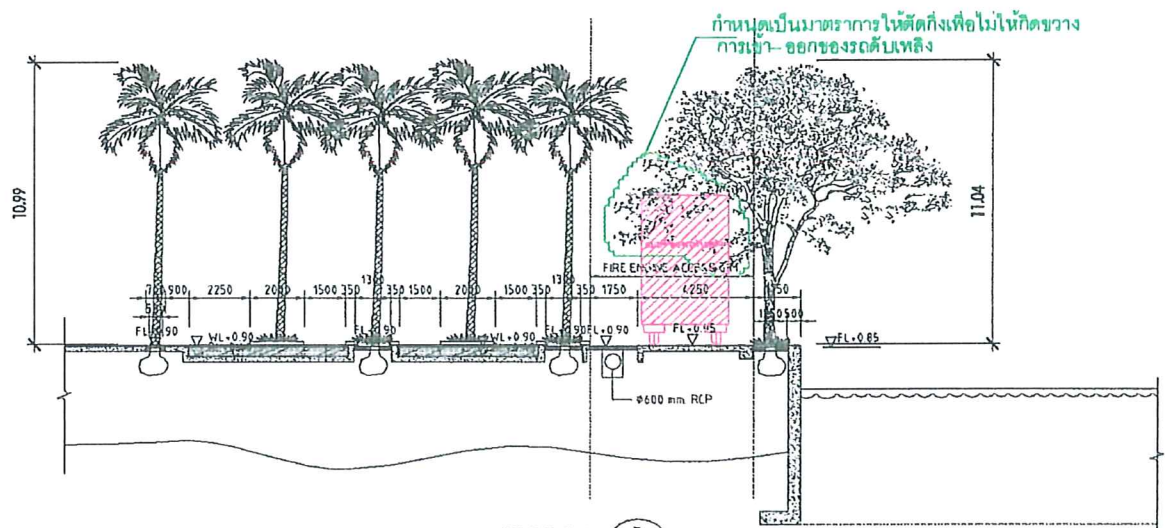 กำหนดเป็นมาตราการให้ตัดกิ่งเพื่อไม่ให้กีดขวาง
การเข้า- ออกของรถดับเพลิง
10.99
11.04
FIRE ENGINE ACCESS 6M
1300 1300
900 2250 2000 1500 350 350 1500 2000 1500 350 350 1750 4250
FL+0.90 WL+0.90 FL+0.90 WL+0.90 FL+0.90 FL+0.90 FL+0.85 FL+0.85
Ø600 mm. RCP